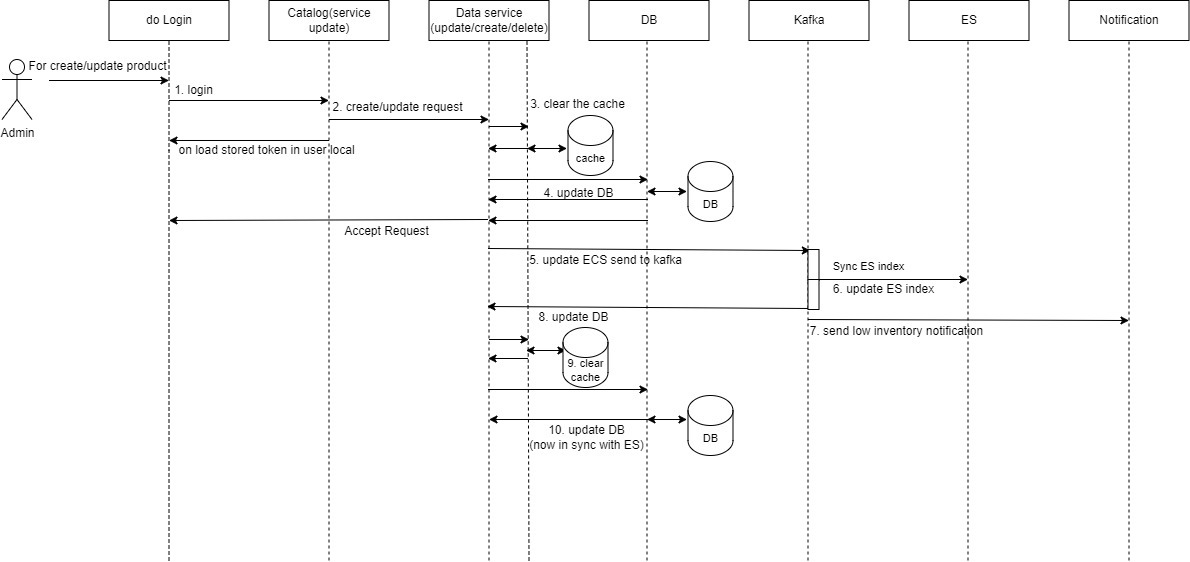 do Login
Catalog(service
update)
Data service
(update/create/delete)
DB
Kafka
ES
Notification
For create/update product
Admin
1. login
2. create/update request
3. clear the cache
cache
on load stored token in user local
4. update DB
DB
Accept Request
5. update ECS send to kafka
Sync ES index
6. update ES index
8. update DB
7. send low inventory notification
9. clear
cache
10. update DB
(now in sync with ES)
DB